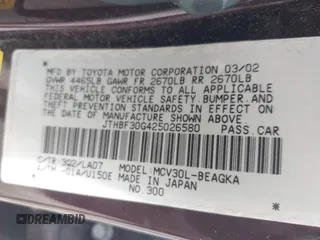 MFD. BY TOYOTA MOTOR CORPORATION 03/02
GVWR 4465LB GAWR FR 2670LB RR 2670LB
THIS VEHICLE CONFORMS TO ALL APPLICABLE
FEDERAL MOTOR VEHICLE SAFETY, BUMPER, AND
THEFT PREVENTION STANDARDS IN EFFECT ON
THE DATE OF MANUFACTURE SHOWN ABOVE.
JTHBF30G425026580 PASS.CAR
C/TR 3Q2/LA07 MODEL: MCV30L-BEAGKA
A/TM -01A/U150E MADE IN JAPAN
NO.300